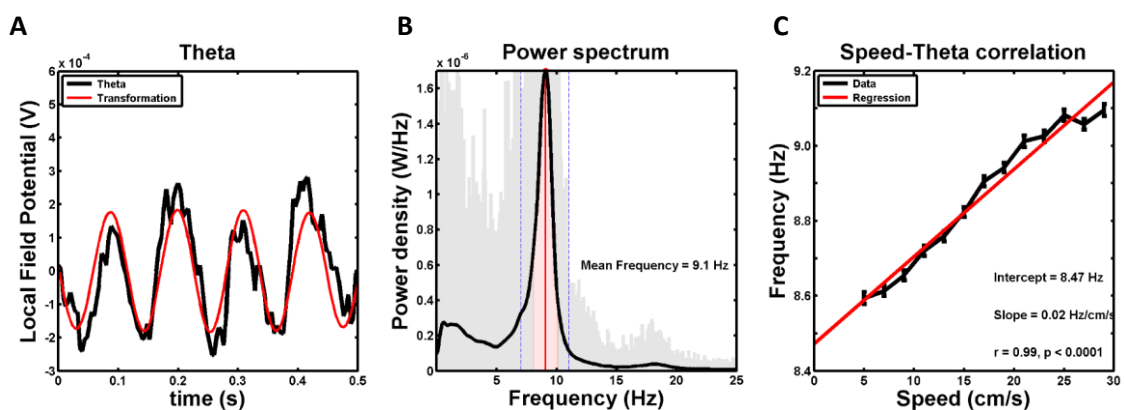 A
Theta
x 10⁻⁴
6
5
4
3
2
1
0
-1
-2
-3
Local Field Potential (V)
Theta
Transformation
0
0.1
0.2
0.3
0.4
0.5
time (s)
B
Power spectrum
x 10⁻⁶
1.6
1.4
1.2
1
0.8
0.6
0.4
0.2
0
Power density (W/Hz)
Mean Frequency = 9.1 Hz
5
10
15
20
25
Frequency (Hz)
C
Speed-Theta correlation
9.2
9.0
8.8
8.6
8.4
Frequency (Hz)
Data
Regression
Intercept = 8.47 Hz
Slope = 0.02 Hz/cm/s
r = 0.99, p < 0.0001
0
5
10
15
20
25
30
Speed (cm/s)